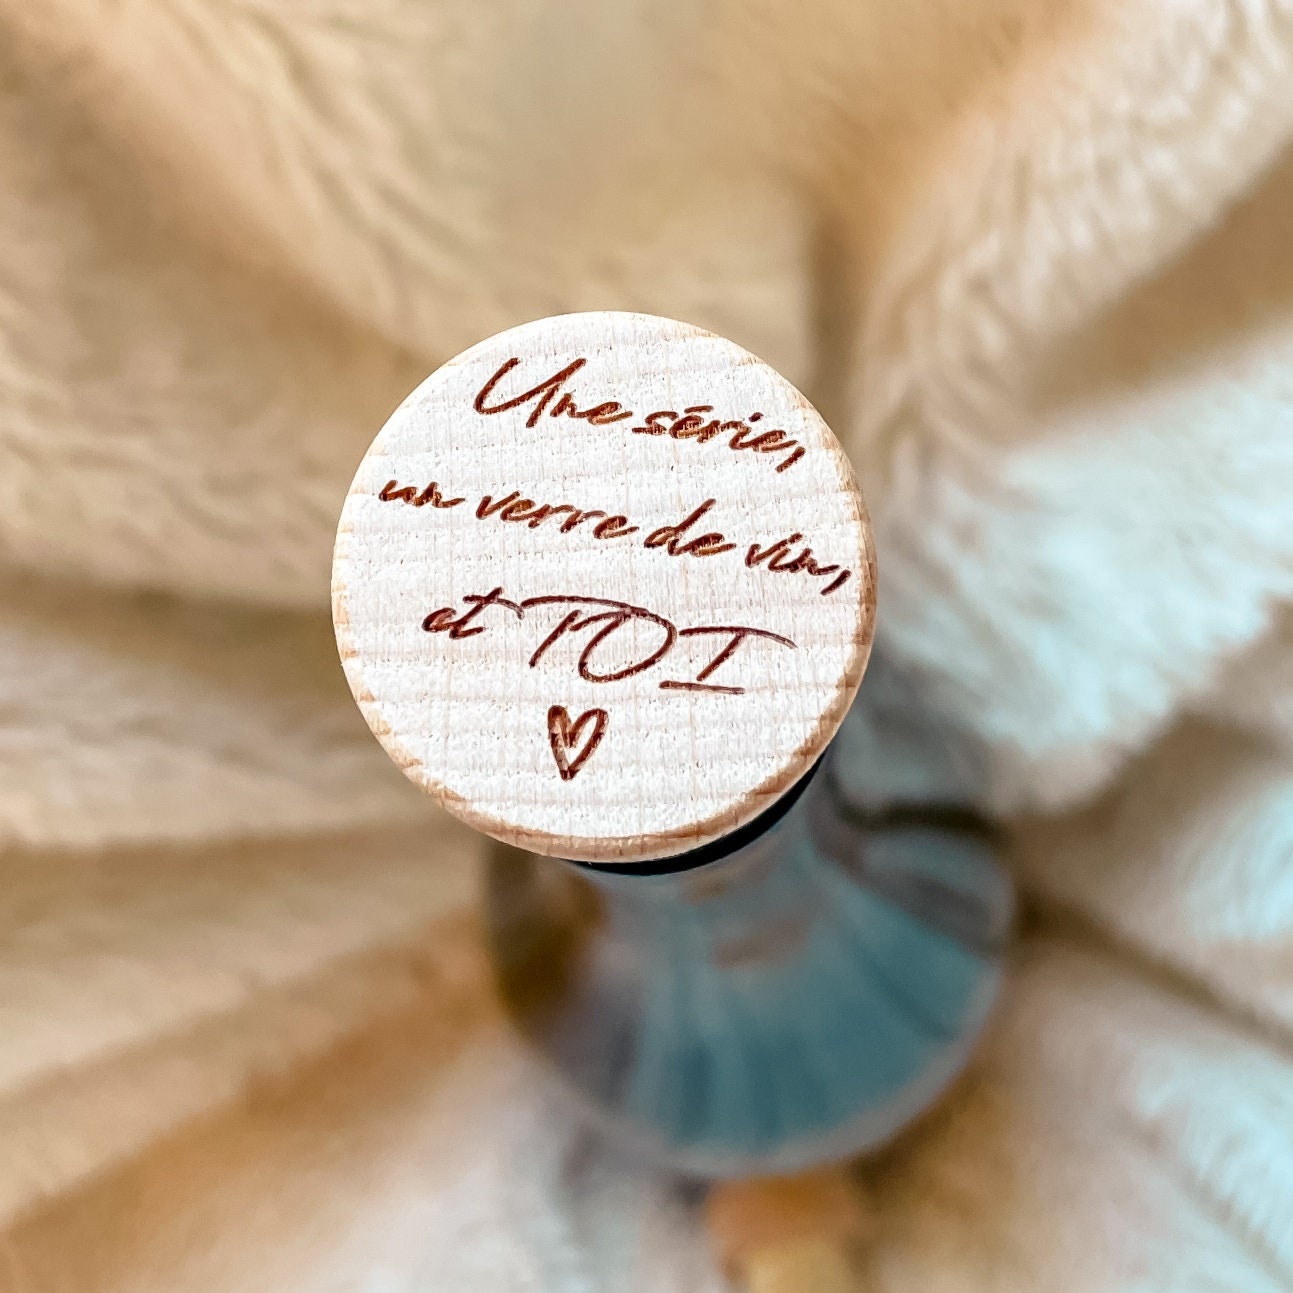 Une série,
un verre de vin,
et TOI